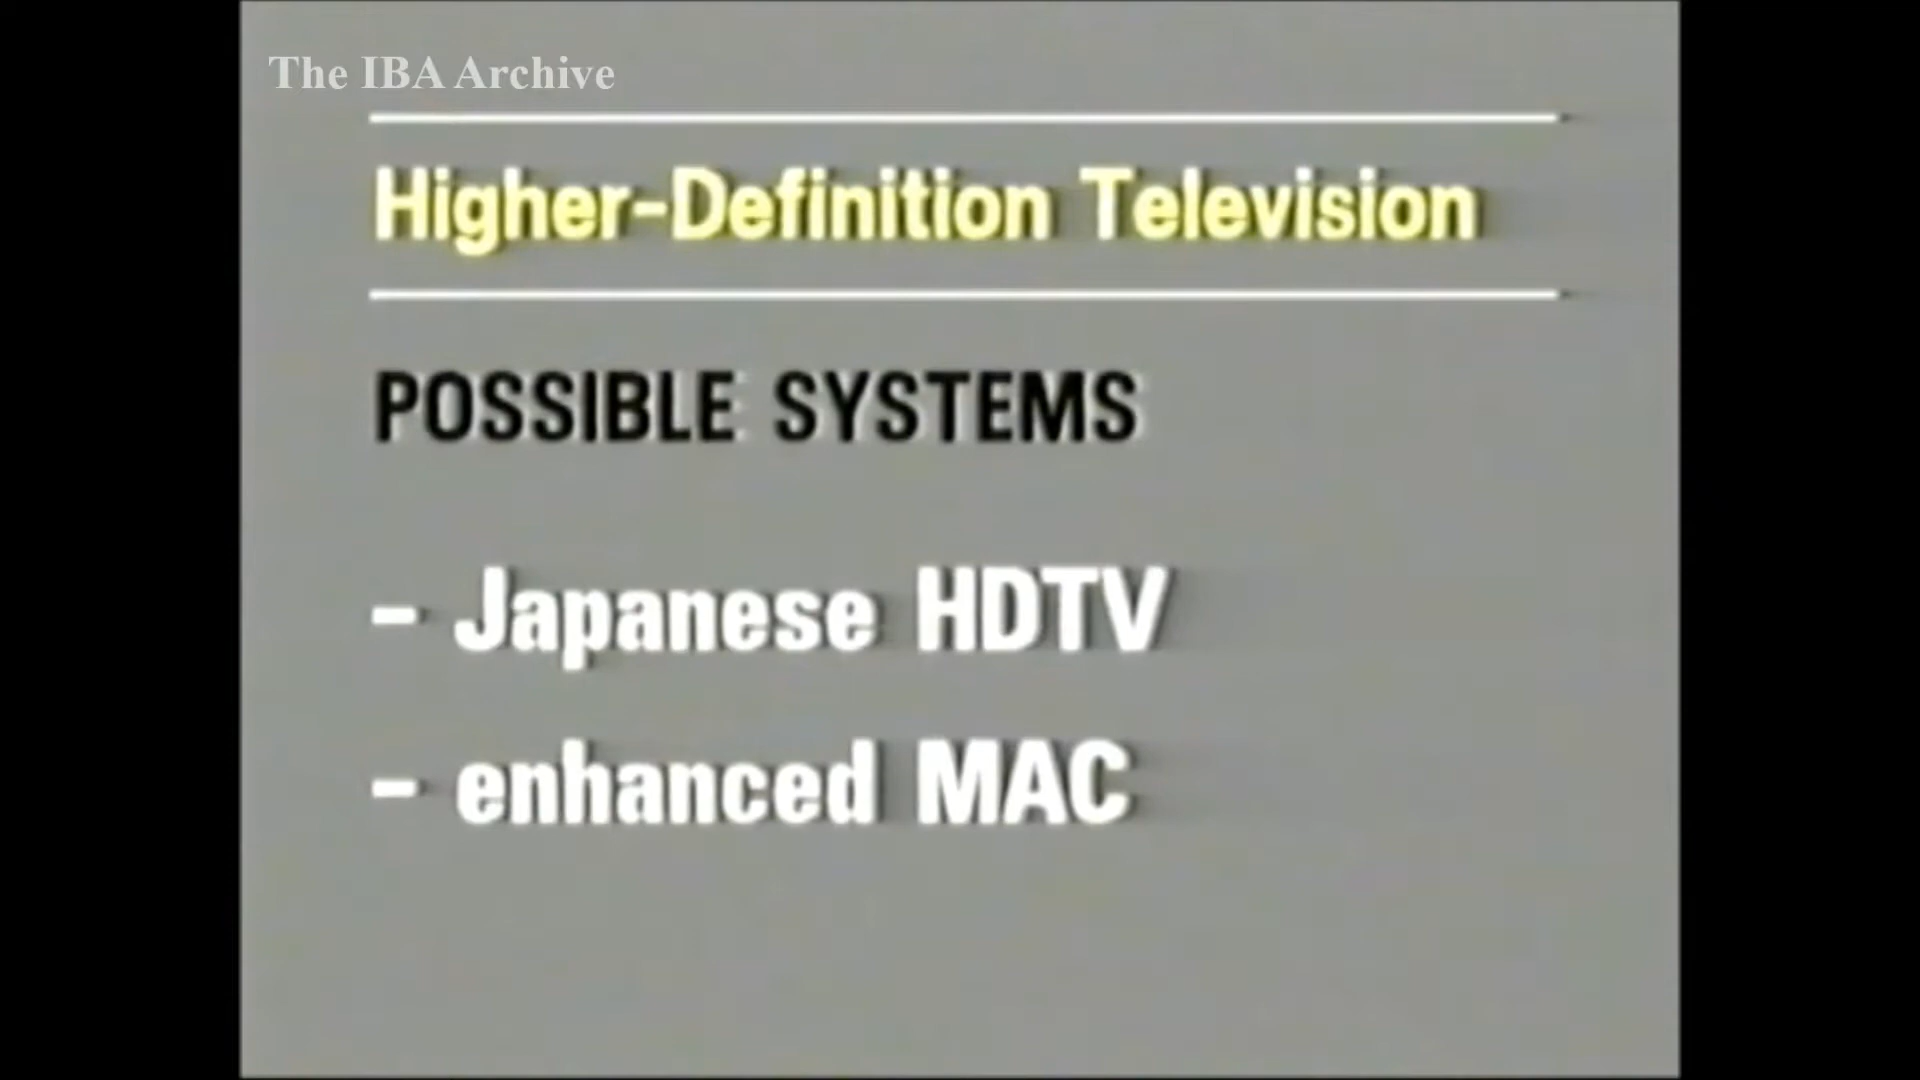 The IBA Archive
Higher-Definition Television
POSSIBLE SYSTEMS
- Japanese HDTV
- enhanced MAC